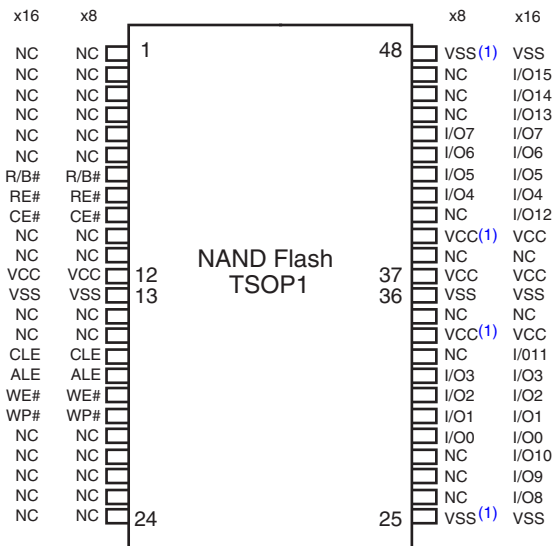 x16 x8 x8 x16
NC NC 1 48 VSS(1) VSS
NC NC NC I/O15
NC NC NC I/O14
NC NC NC I/O13
NC NC I/O7 I/O7
NC NC I/O6 I/O6
R/B# R/B# I/O5 I/O5
RE# RE# I/O4 I/O4
CE# CE# NC I/O12
NC NC VCC(1) VCC
NC NC NAND Flash NC NC
VCC VCC 12 TSOP1 37 VCC VCC
VSS VSS 13 36 VSS VSS
NC NC NC NC
NC NC VCC(1) VCC
CLE CLE NC I/011
ALE ALE I/O3 I/O3
WE# WE# I/O2 I/O2
WP# WP# I/O1 I/O1
NC NC I/O0 I/O0
NC NC NC I/O10
NC NC NC I/O9
NC NC NC I/O8
NC NC 24 25 VSS(1) VSS